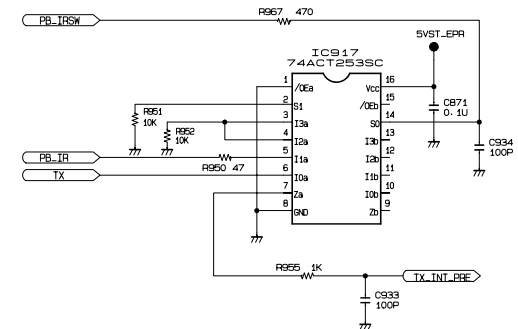 PB_IRSW
R967 470
5VST_EPR
IC917
74ACT253SC
1 /OEa Vcc 16
2 S1 /OEb 15
3 I3a S0 14
4 I2a I3b 13
5 I1a I2b 12
6 I0a I1b 11
7 Za I0b 10
8 GND Zb 9
R951
10K
R952
10K
C871
0.1U
C934
100P
PB_IR
R950 47
TX
R955 1K
TX_INT_PRE
C933
100P